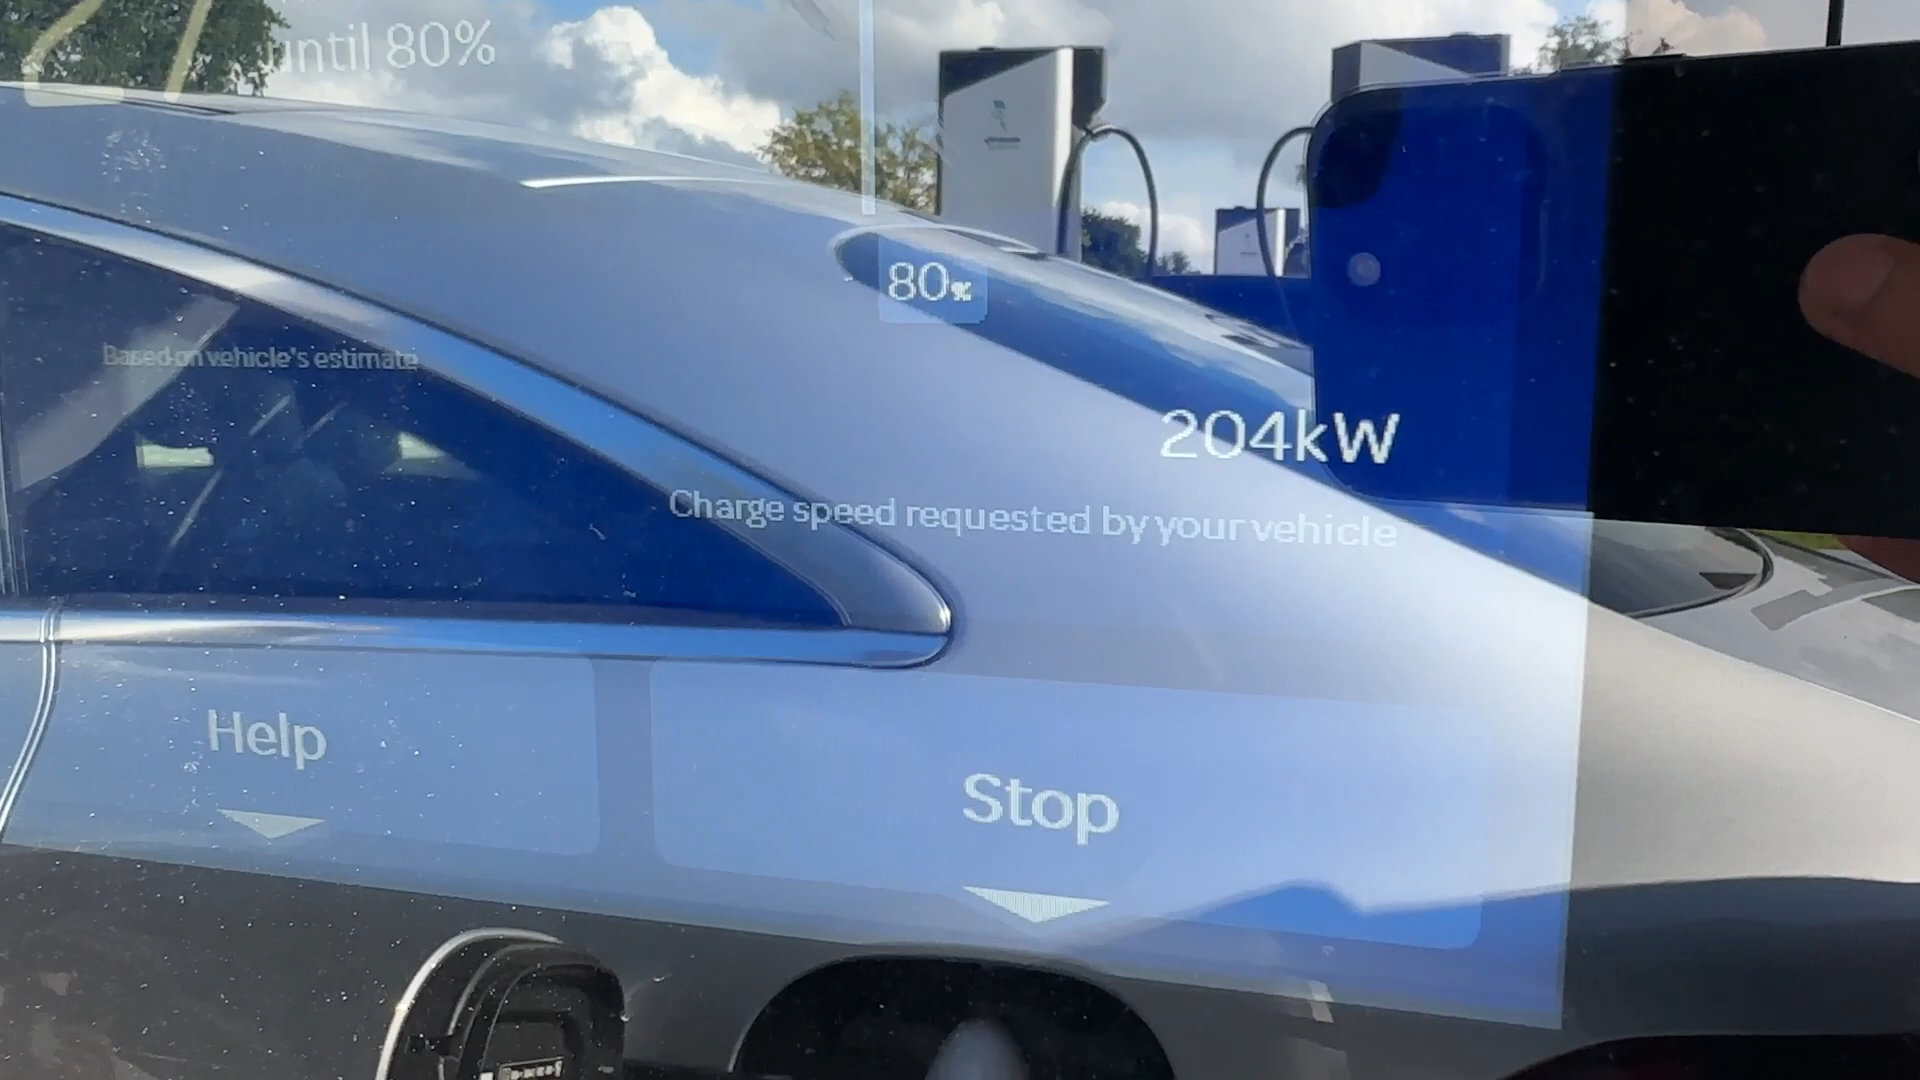 until 80%
80%
Based on vehicle's estimate
204kW
Charge speed requested by your vehicle
Help
Stop